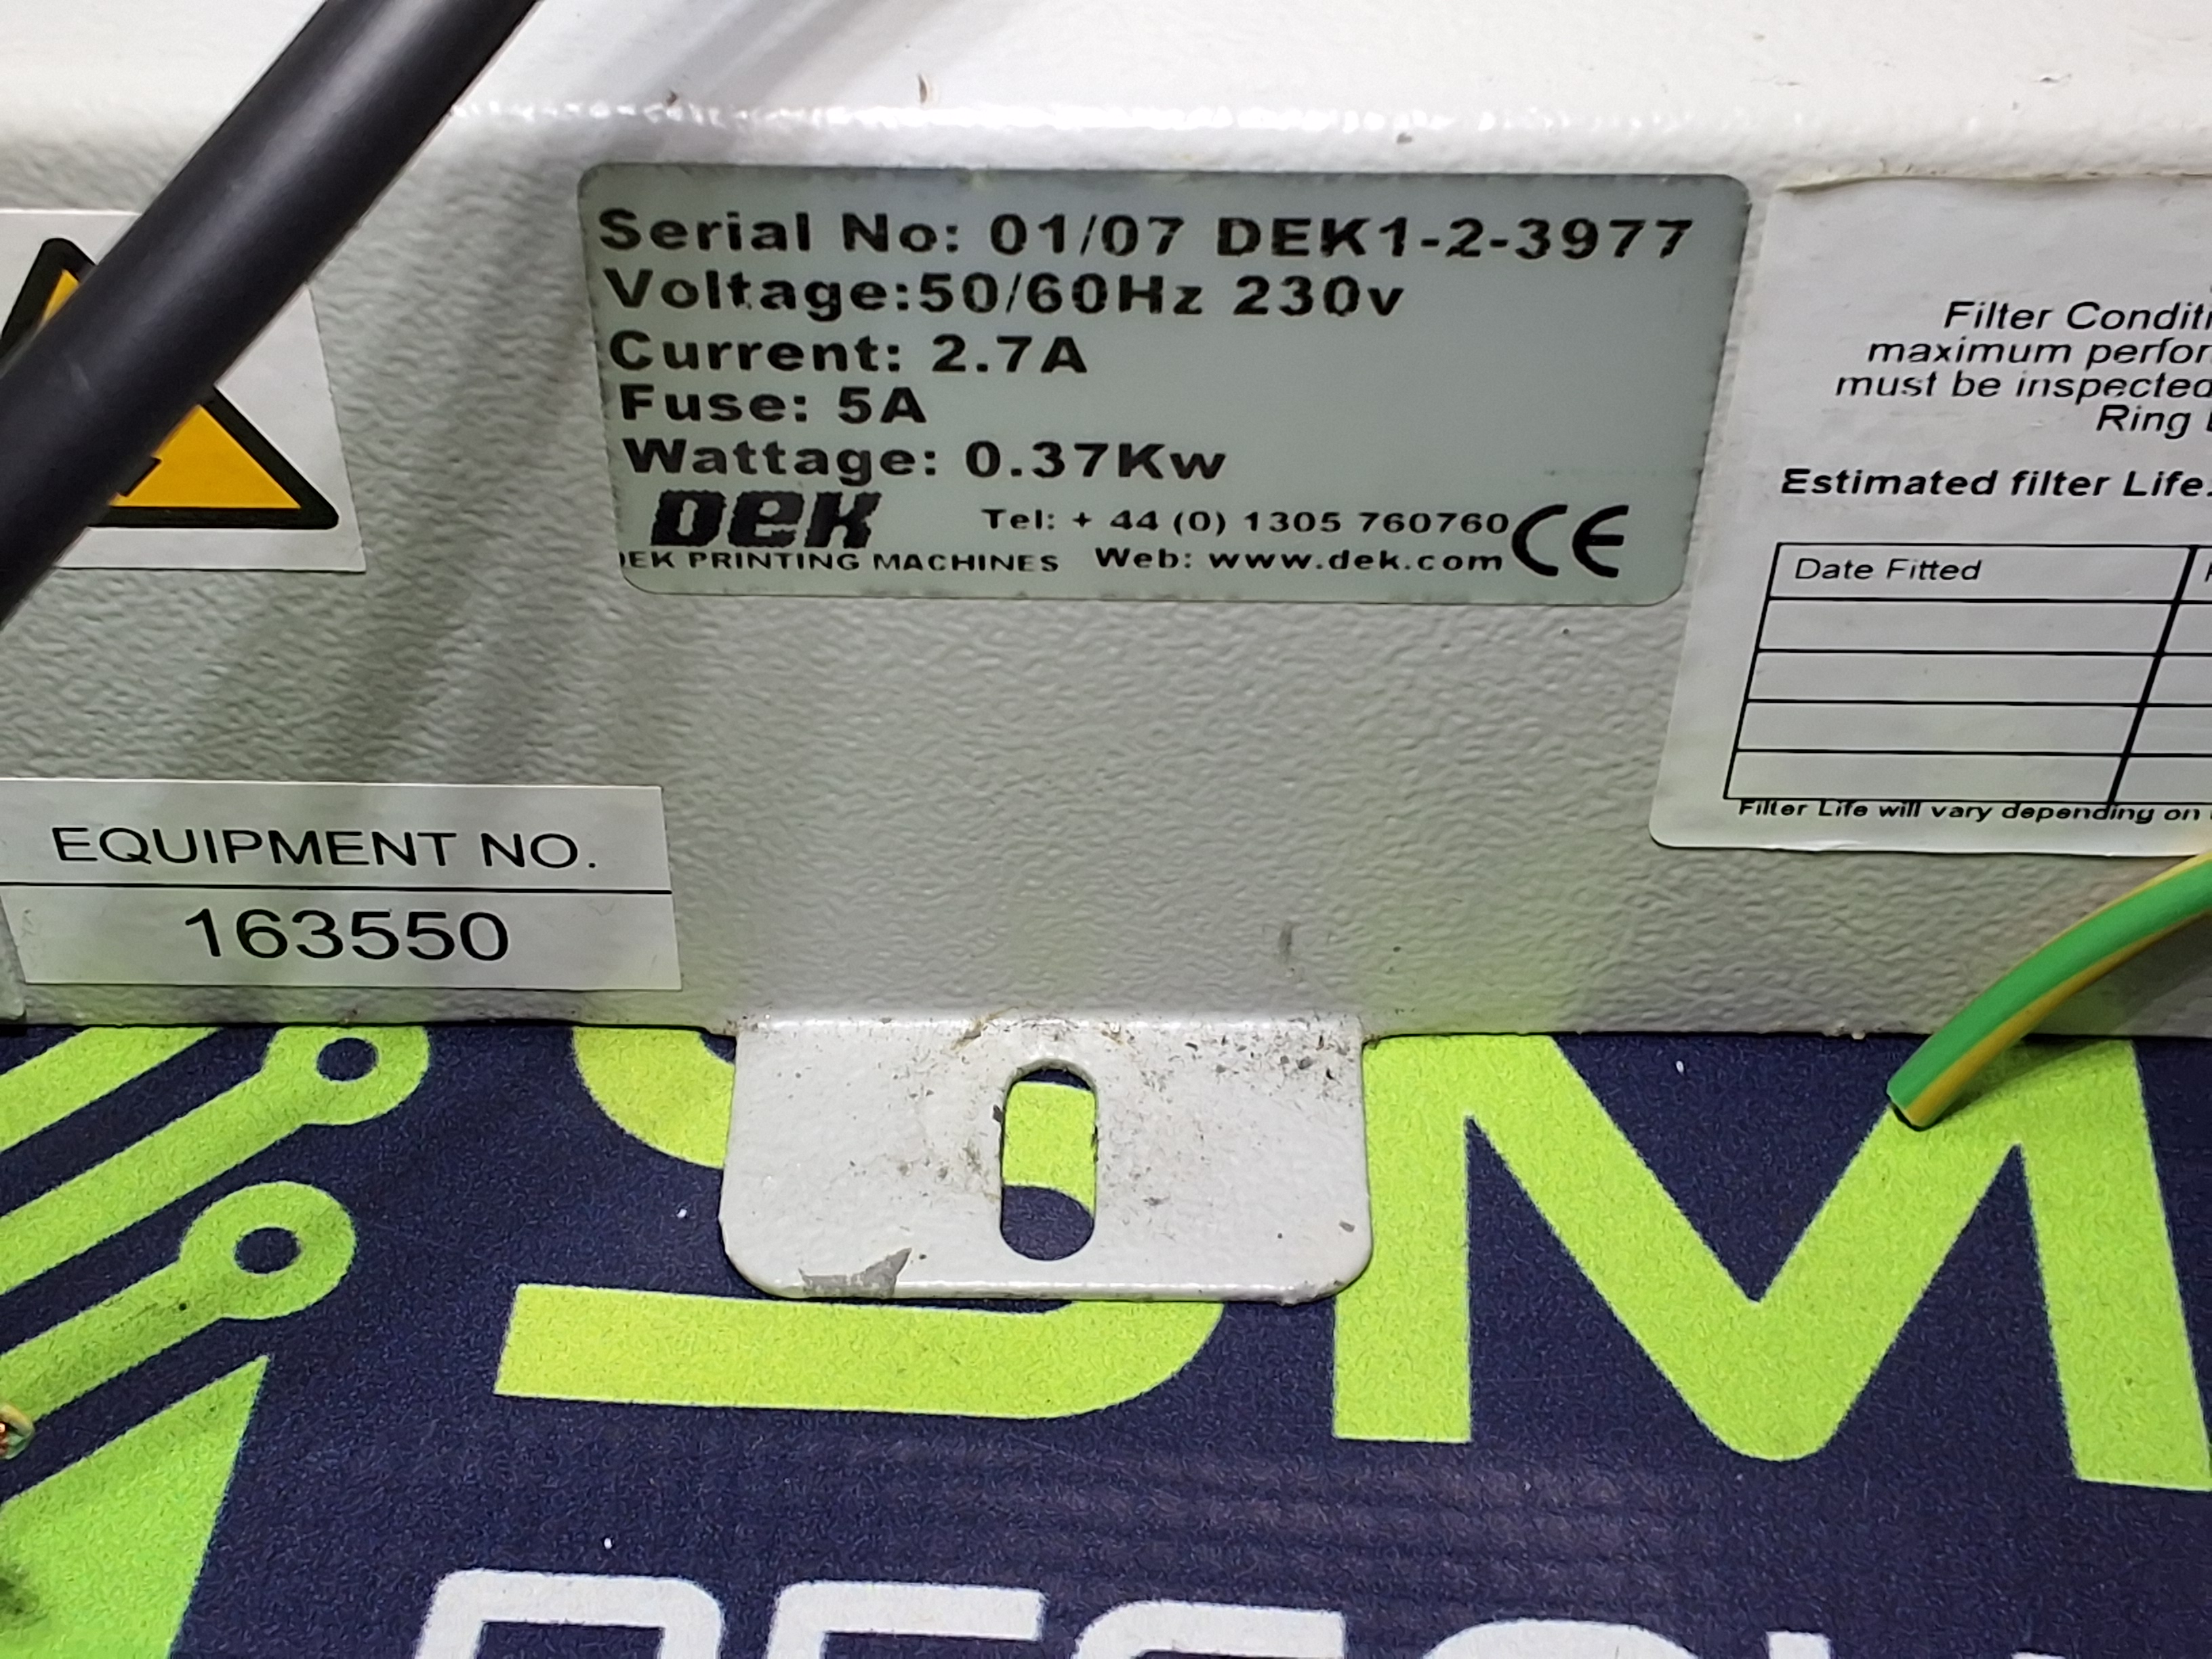 Serial No: 01/07 DEK1-2-3977
Voltage:50/60Hz 230v
Current: 2.7A
Fuse: 5A
Wattage: 0.37Kw
DEK
Tel: + 44 (0) 1305 760760
DEK PRINTING MACHINES Web: www.dek.com
CE
Filter Conditi
maximum perfor
must be inspected
Ring
Estimated filter Life:
Date Fitted
Filter Life will vary depending on
EQUIPMENT NO.
163550
SM